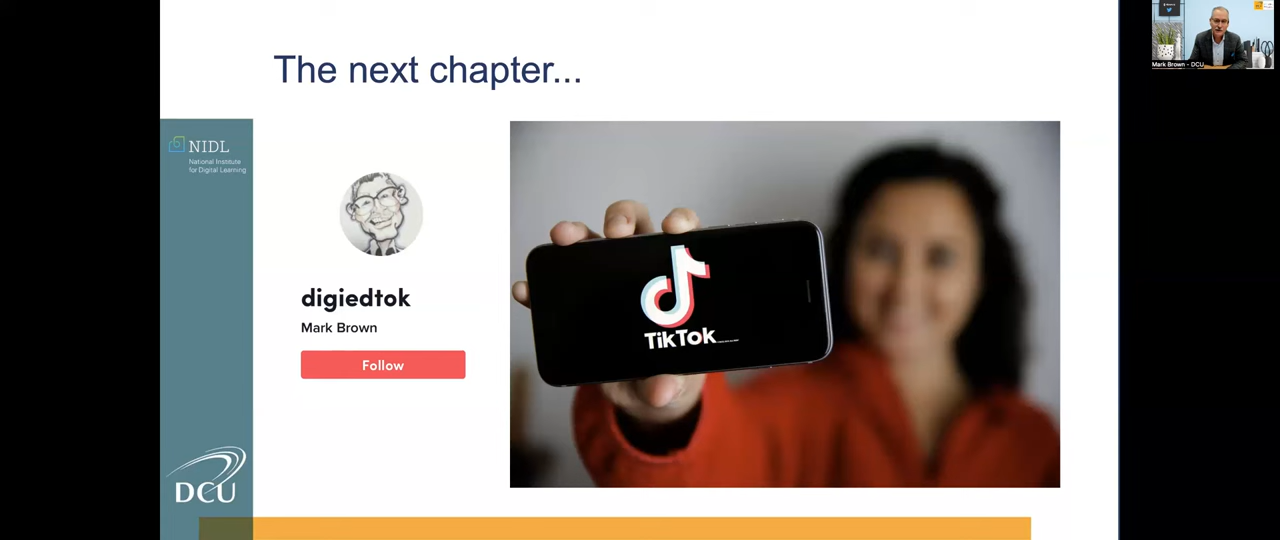 The next chapter...
NIDL
National Institute
for Digital Learning
digiedtok
Mark Brown
Follow
TikTok
DCU
Mark Brown - DCU